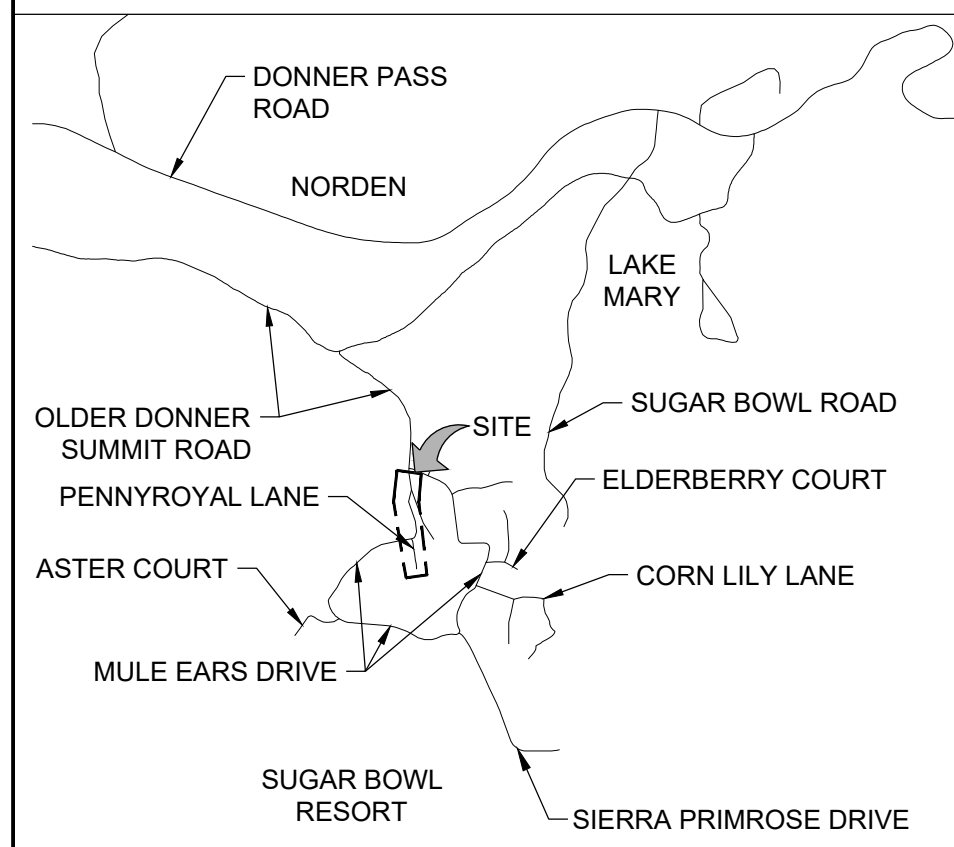 DONNER PASS
ROAD
NORDEN
LAKE
MARY
OLDER DONNER
SUMMIT ROAD
SITE
SUGAR BOWL ROAD
PENNYROYAL LANE
ELDERBERRY COURT
ASTER COURT
CORN LILY LANE
MULE EARS DRIVE
SUGAR BOWL
RESORT
SIERRA PRIMROSE DRIVE